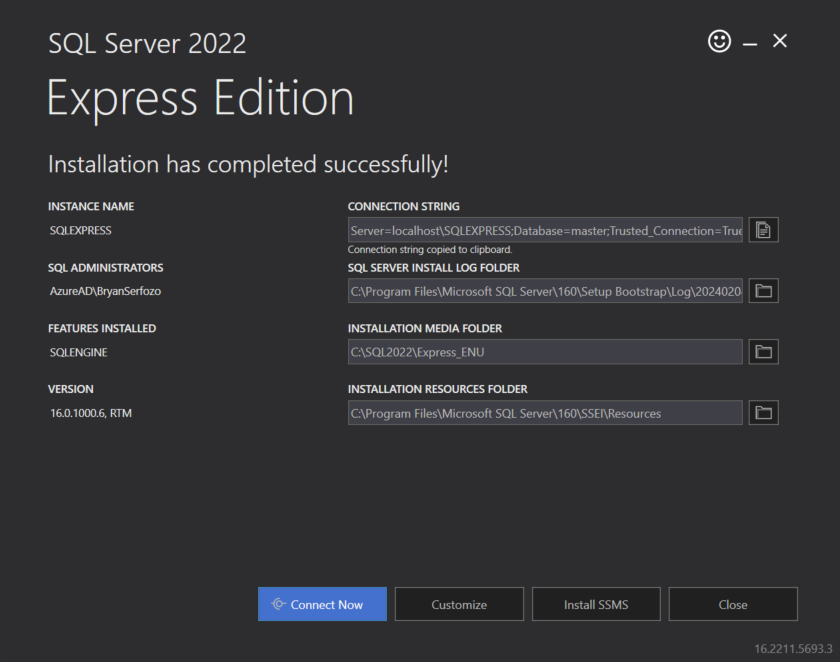 SQL Server 2022
Express Edition
Installation has completed successfully!
INSTANCE NAME
SQLEXPRESS
CONNECTION STRING
Server=localhost\SQLEXPRESS;Database=master;Trusted_Connection=True
Connection string copied to clipboard.
SQL ADMINISTRATORS
AzureAD\BryanSerfozo
SQL SERVER INSTALL LOG FOLDER
C:\Program Files\Microsoft SQL Server\160\Setup Bootstrap\Log\2024020
FEATURES INSTALLED
SQLENGINE
INSTALLATION MEDIA FOLDER
C:\SQL2022\Express_ENU
VERSION
16.0.1000.6, RTM
INSTALLATION RESOURCES FOLDER
C:\Program Files\Microsoft SQL Server\160\SSEI\Resources
Connect Now
Customize
Install SSMS
Close
16.2211.5693.3